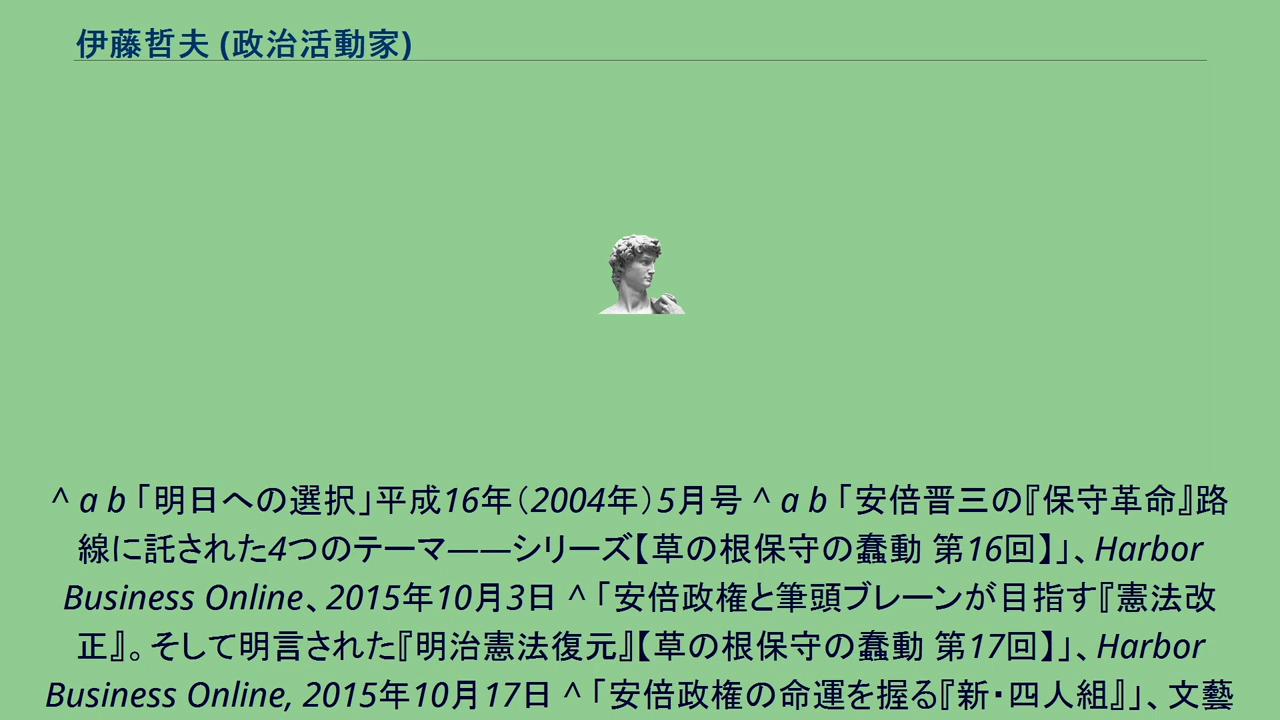 伊藤哲夫 (政治活動家)
^ a b 「明日への選択」平成16年（2004年）5月号 ^ a b 「安倍晋三の『保守革命』路
線に託された4つのテーマ——シリーズ【草の根保守の蠢動 第16回】」、Harbor
Business Online、2015年10月3日 ^ 「安倍政権と筆頭ブレーンが目指す『憲法改
正』。そして明言された『明治憲法復元』【草の根保守の蠢動 第17回】」、Harbor
Business Online, 2015年10月17日 ^ 「安倍政権の命運を握る『新・四人組』」、文藝